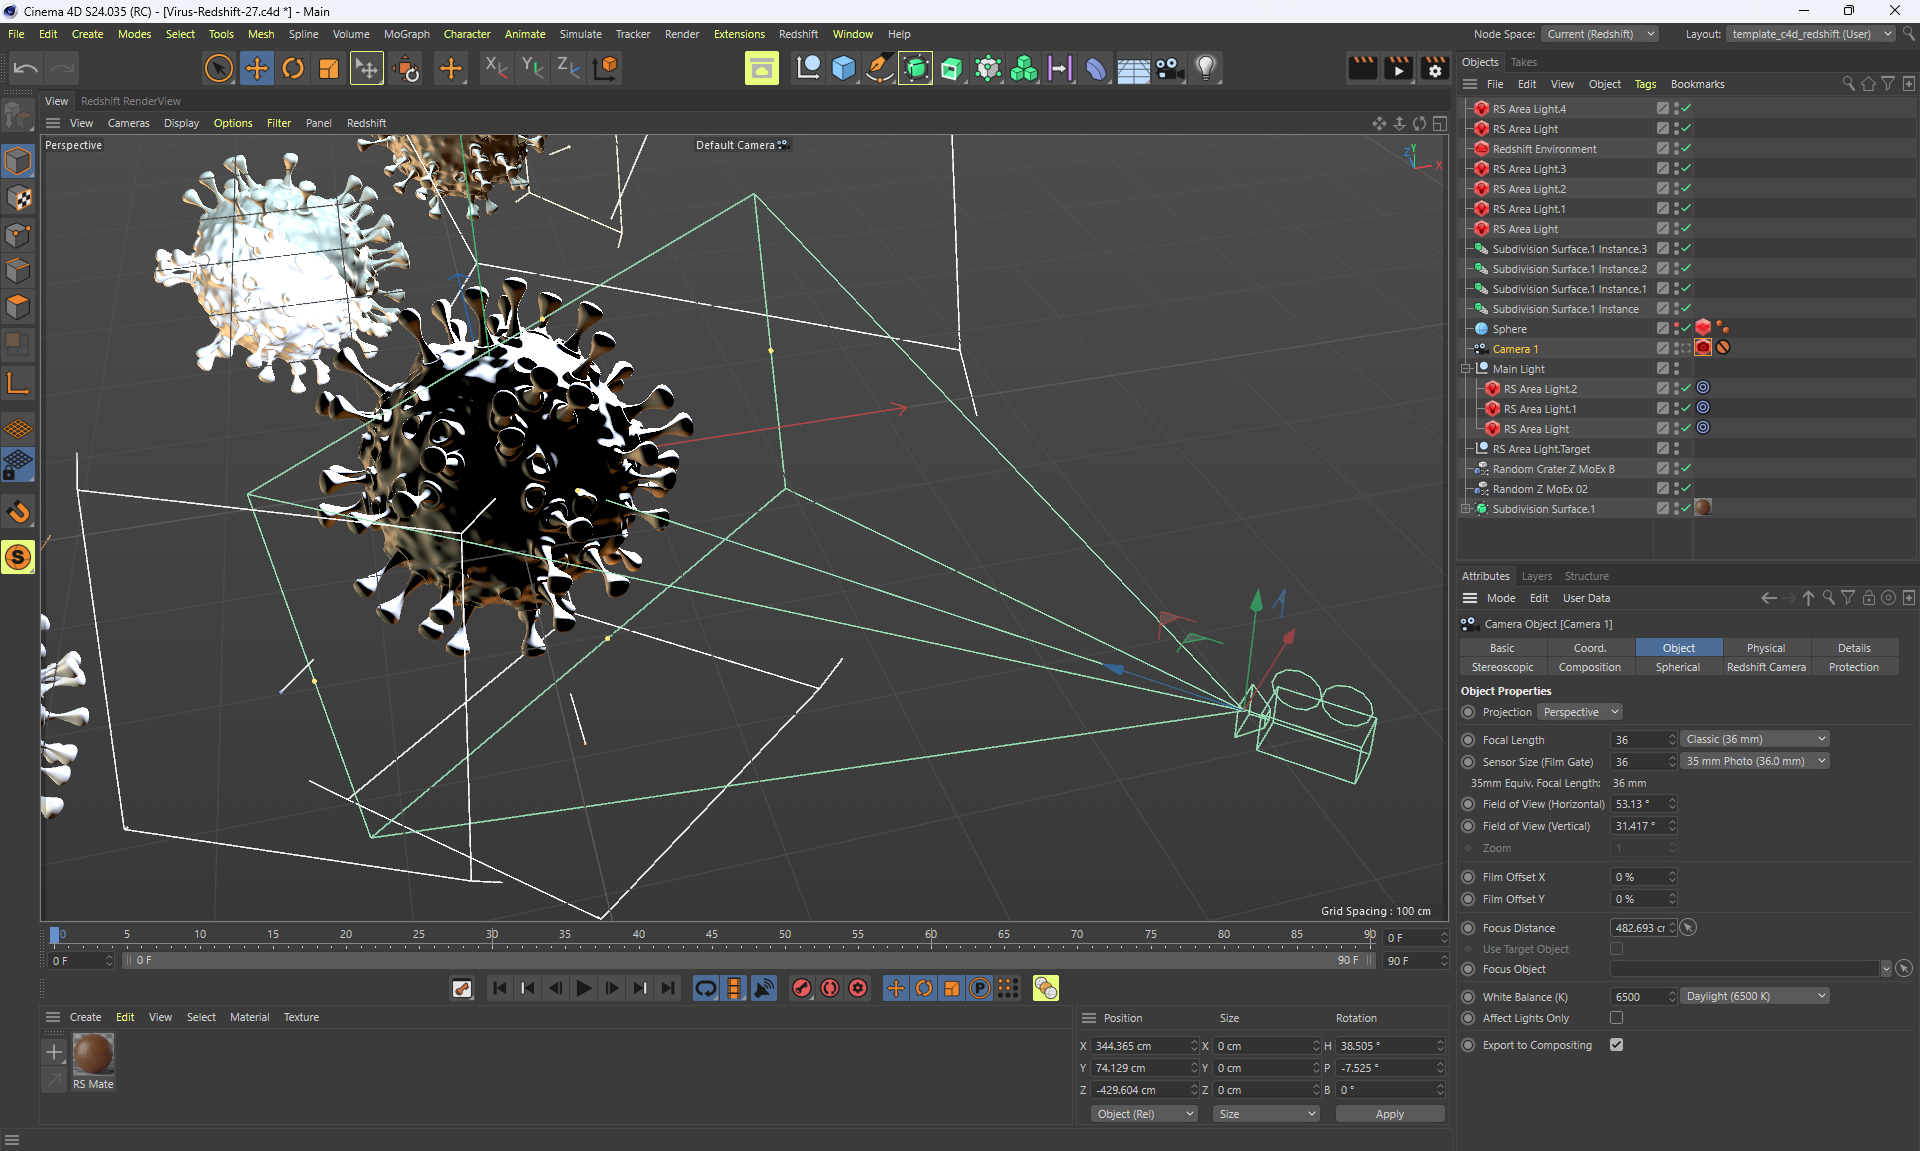 Cinema 4D S24.035 (RC) - [Virus-Redshift-27.c4d *] - Main
File Edit Create Modes Select Tools Mesh Spline Volume MoGraph Character Animate Simulate Tracker Render Extensions Redshift Window Help
Node Space: Current (Redshift) Layout: template_c4d_redshift (User)
X Y Z
Objects Takes
File Edit View Object Tags Bookmarks
View Redshift RenderView
View Cameras Display Options Filter Panel Redshift
Perspective
Default Camera
Z Y X
Grid Spacing : 100 cm
RS Area Light.4
RS Area Light
Redshift Environment
RS Area Light.3
RS Area Light.2
RS Area Light.1
RS Area Light
Subdivision Surface.1 Instance.3
Subdivision Surface.1 Instance.2
Subdivision Surface.1 Instance.1
Subdivision Surface.1 Instance
Sphere
Camera 1
Main Light
RS Area Light.2
RS Area Light.1
RS Area Light
RS Area Light.Target
Random Crater Z MoEx B
Random Z MoEx 02
Subdivision Surface.1
Attributes Layers Structure
Mode Edit User Data
Camera Object [Camera 1]
Basic Coord. Object Physical Details
Stereoscopic Composition Spherical Redshift Camera Protection
Object Properties
Projection Perspective
Focal Length 36 Classic (36 mm)
Sensor Size (Film Gate) 36 35 mm Photo (36.0 mm)
35mm Equiv. Focal Length: 36 mm
Field of View (Horizontal) 53.13 °
Field of View (Vertical) 31.417 °
Zoom 1
Film Offset X 0 %
Film Offset Y 0 %
Focus Distance 482.693 cr
Use Target Object
Focus Object
White Balance (K) 6500 Daylight (6500 K)
Affect Lights Only
Export to Compositing
0 5 10 15 20 25 30 35 40 45 50 55 60 65 70 75 80 85 90 0 F
0 F 0 F 90 F 90 F
P
S
Create Edit View Select Material Texture
RS Mate
Position Size Rotation
X 344.365 cm X 0 cm H 38.505 °
Y 74.129 cm Y 0 cm P -7.525 °
Z -429.604 cm Z 0 cm B 0 °
Object (Rel) Size Apply